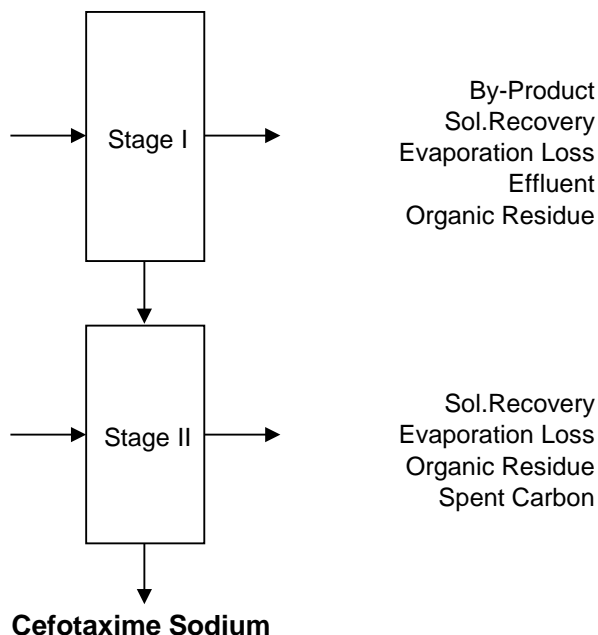 Stage I
By-Product
Sol.Recovery
Evaporation Loss
Effluent
Organic Residue
Stage II
Sol.Recovery
Evaporation Loss
Organic Residue
Spent Carbon
Cefotaxime Sodium